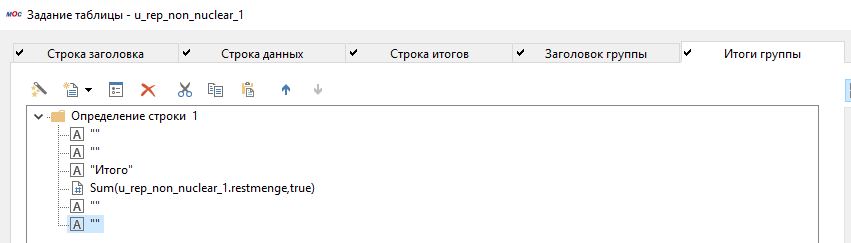 МОС Задание таблицы - u_rep_non_nuclear_1
Строка заголовка Строка данных Строка итогов Заголовок группы Итоги группы
Определение строки 1
A ""
A ""
A "Итого"
# Sum(u_rep_non_nuclear_1.restmenge,true)
A ""
A ""